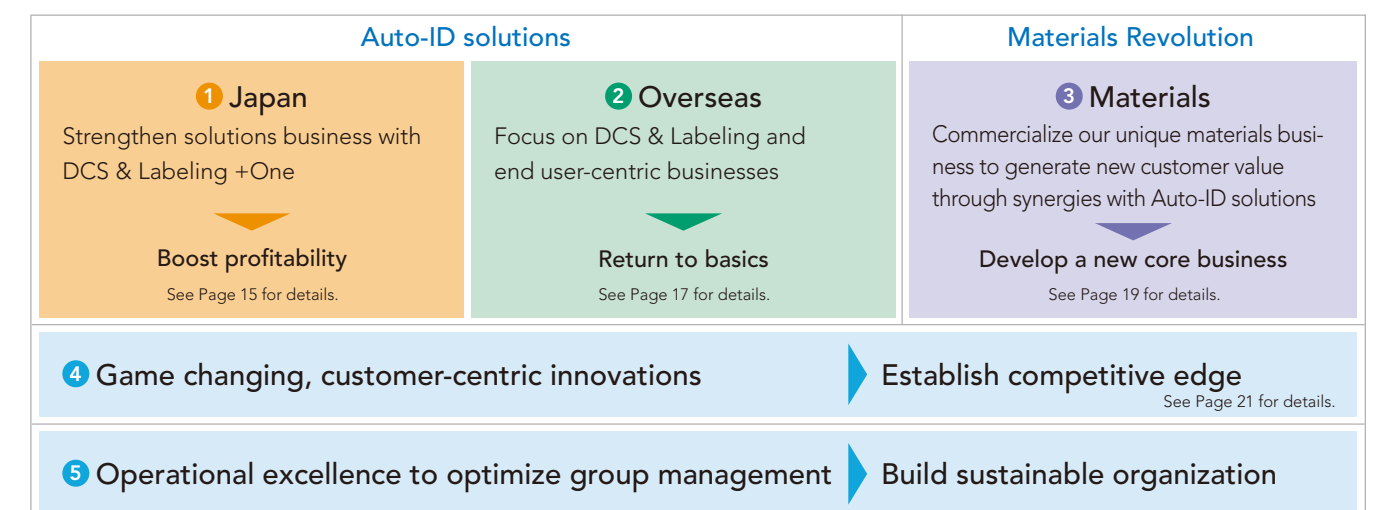 Auto-ID solutions
Materials Revolution
1 Japan
Strengthen solutions business with
DCS & Labeling +One
Boost profitability
See Page 15 for details.
2 Overseas
Focus on DCS & Labeling and
end user-centric businesses
Return to basics
See Page 17 for details.
3 Materials
Commercialize our unique materials busi-
ness to generate new customer value
through synergies with Auto-ID solutions
Develop a new core business
See Page 19 for details.
4 Game changing, customer-centric innovations
Establish competitive edge
See Page 21 for details.
5 Operational excellence to optimize group management
Build sustainable organization